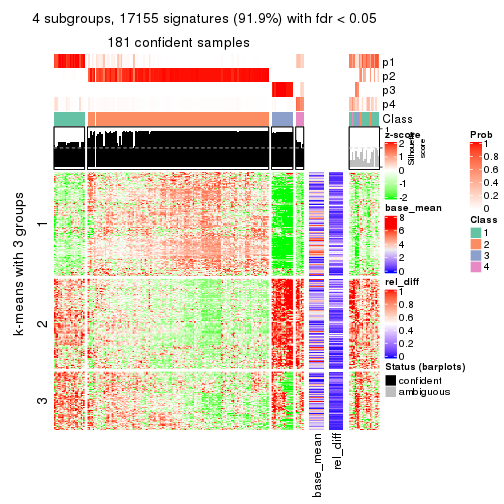 4 subgroups, 17155 signatures (91.9%) with fdr < 0.05
181 confident samples
p1
p2
p3
p4
Class
1
Silhouette
score
k-means with 3 groups
1
2
3
base_mean
rel_diff
z-score
2
1
0
-1
-2
base_mean
8
6
4
2
0
rel_diff
1
0.8
0.6
0.4
0.2
0
Status (barplots)
confident
ambiguous
Prob
1
0.8
0.6
0.4
0.2
0
Class
1
2
3
4